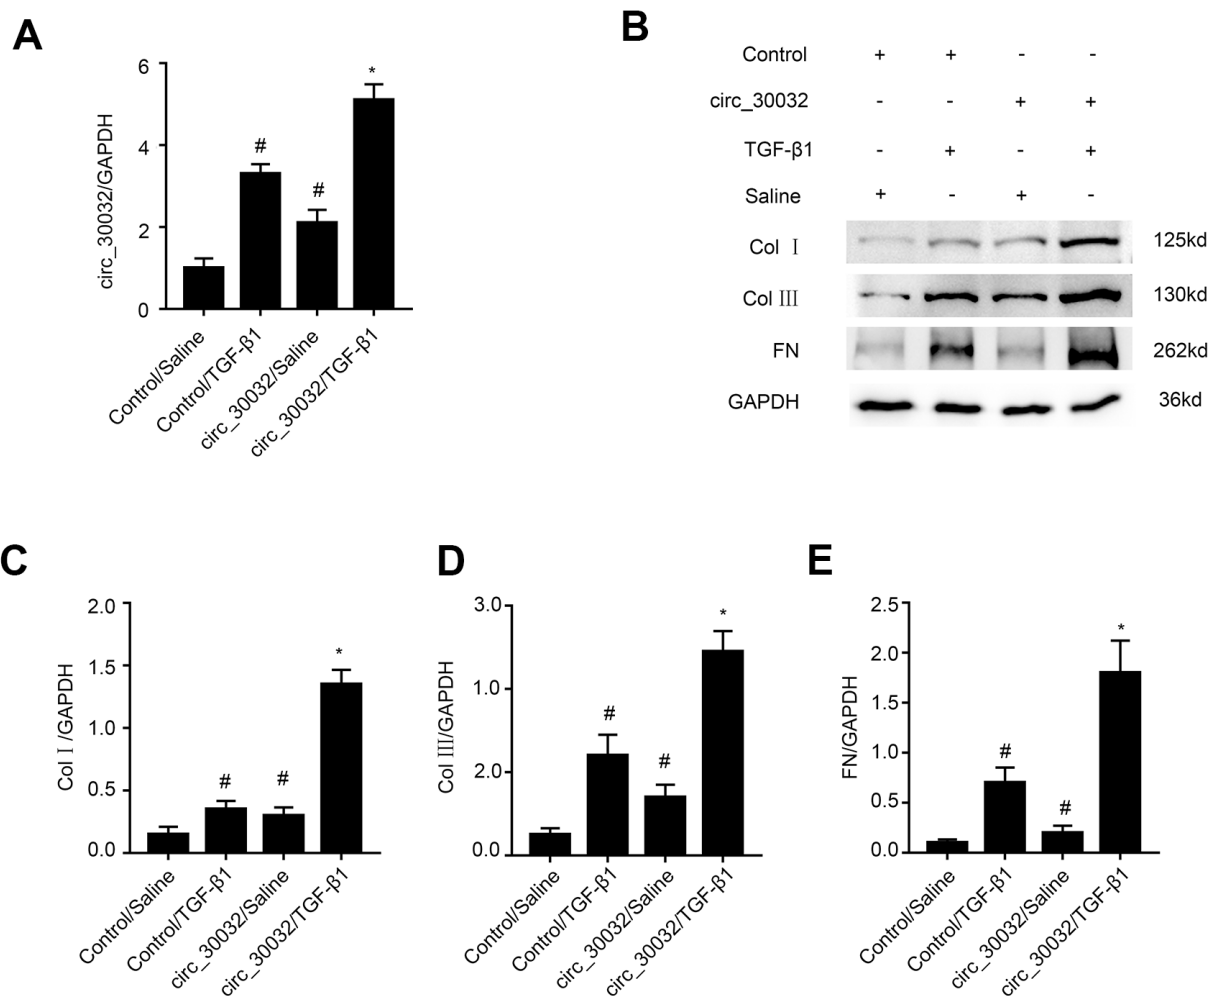 A
6
4
2
0
circ_30032/GAPDH
#
#
*
Control/Saline
Control/TGF-β1
circ_30032/Saline
circ_30032/TGF-β1
B
Control + + - -
circ_30032 - - + +
TGF-β1 - + - +
Saline + - + -
Col Ⅰ 125kd
Col Ⅲ 130kd
FN 262kd
GAPDH 36kd
C
2.0
1.5
1.0
0.5
0.0
Col Ⅰ/GAPDH
#
#
*
Control/Saline
Control/TGF-β1
circ_30032/Saline
circ_30032/TGF-β1
D
3.0
1.0
2.0
0.0
Col Ⅲ/GAPDH
#
#
*
Control/Saline
Control/TGF-β1
circ_30032/Saline
circ_30032/TGF-β1
E
2.5
2.0
1.5
1.0
0.5
0.0
FN/GAPDH
#
#
*
Control/Saline
Control/TGF-β1
circ_30032/Saline
circ_30032/TGF-β1